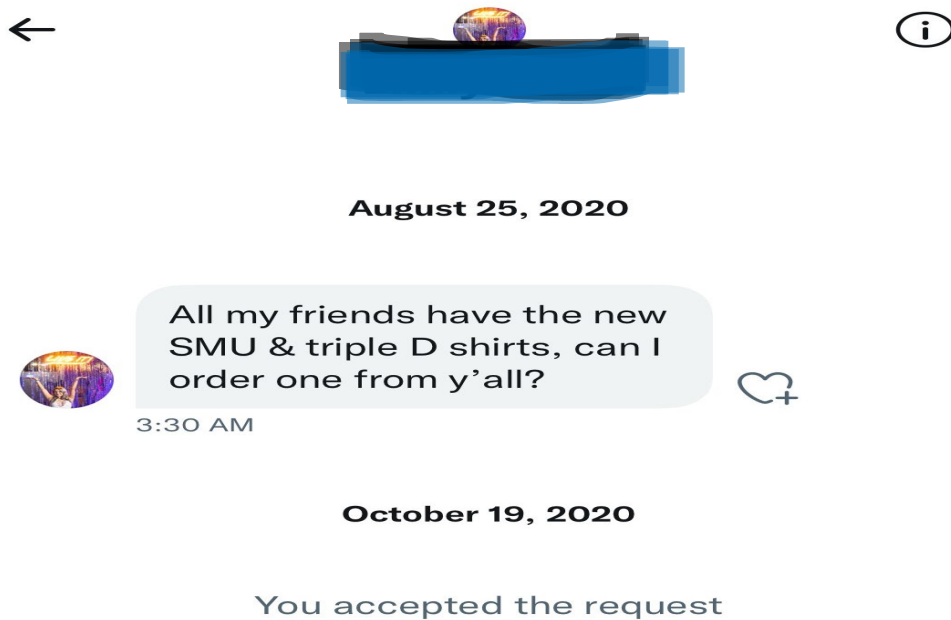 August 25, 2020
All my friends have the new
SMU & triple D shirts, can I
order one from y’all?
3:30 AM
October 19, 2020
You accepted the request